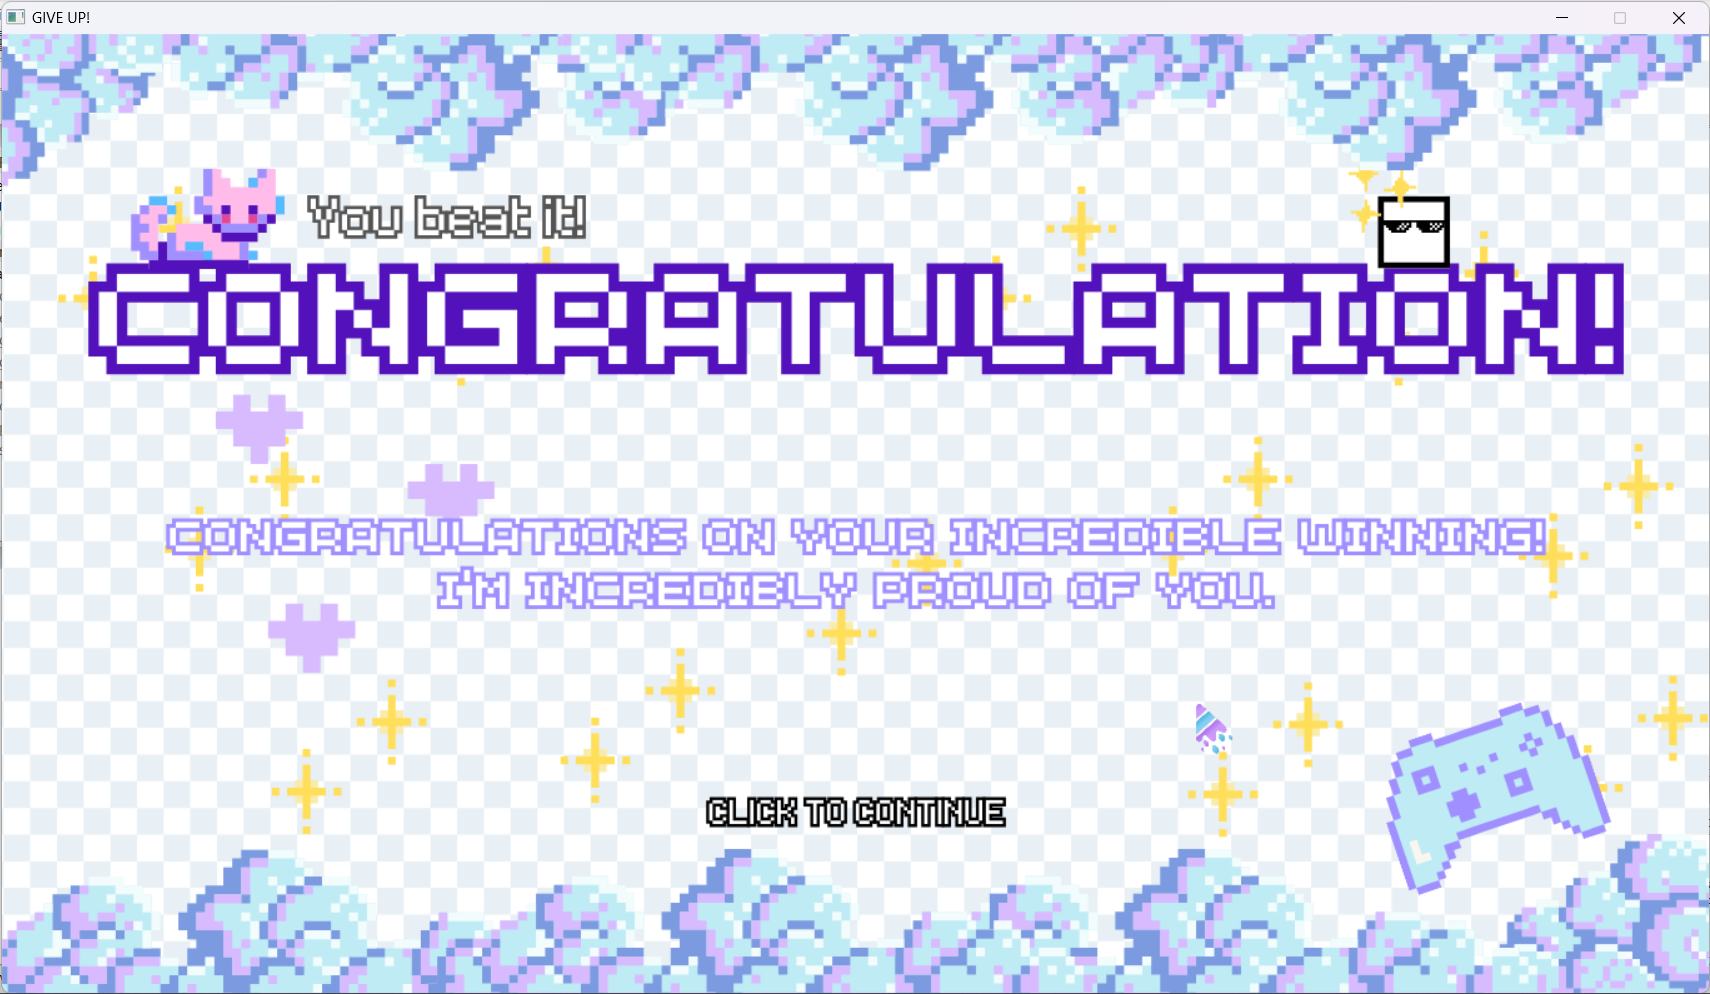 GIVE UP!
You beat it!
CONGRATULATION!
CONGRATULATIONS ON YOUR INCREDIBLE WINNING!
I'M INCREDIBLY PROUD OF YOU.
CLICK TO CONTINUE